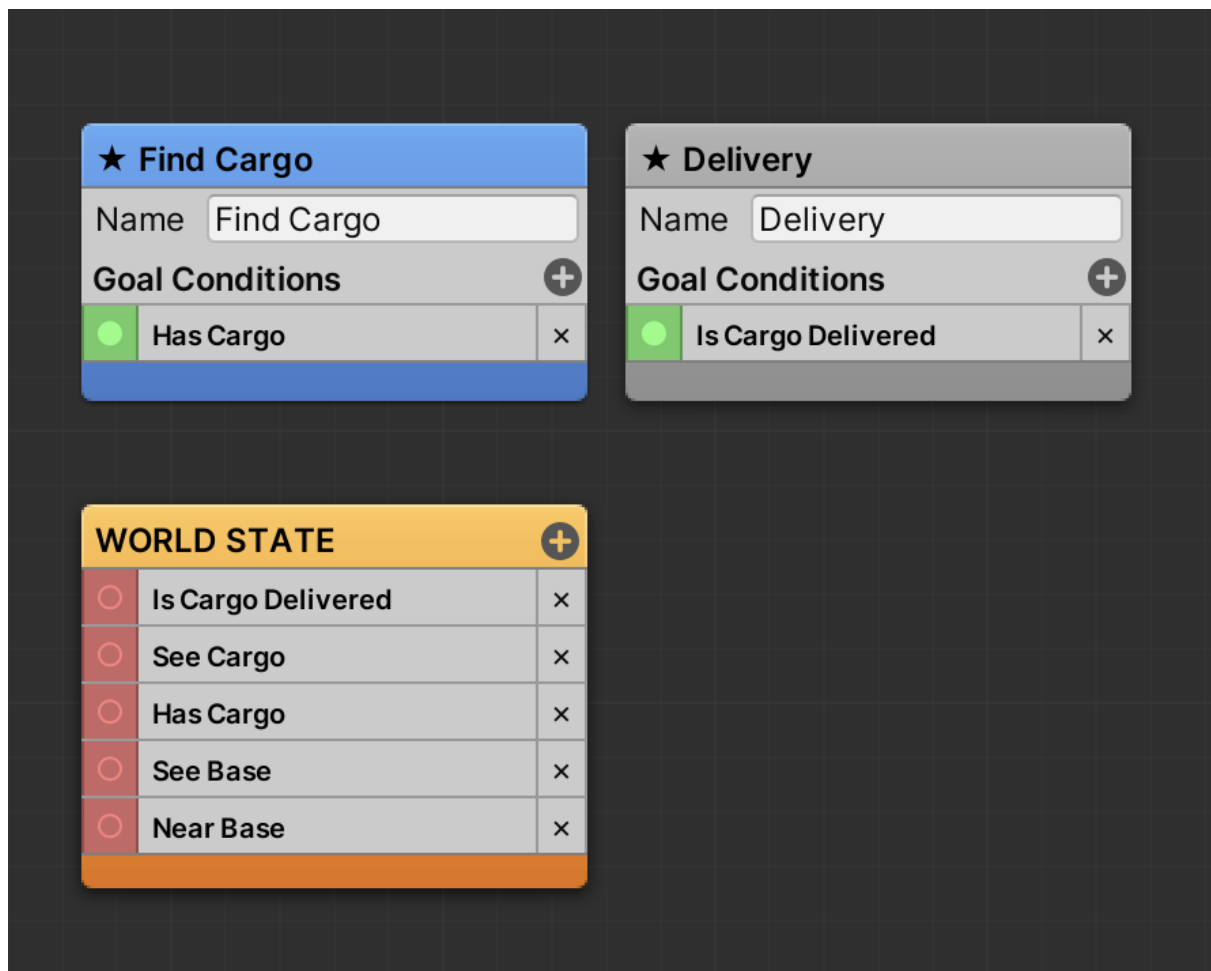 ★ Find Cargo
Name Find Cargo
Goal Conditions
Has Cargo ×
★ Delivery
Name Delivery
Goal Conditions
Is Cargo Delivered ×
WORLD STATE
Is Cargo Delivered ×
See Cargo ×
Has Cargo ×
See Base ×
Near Base ×